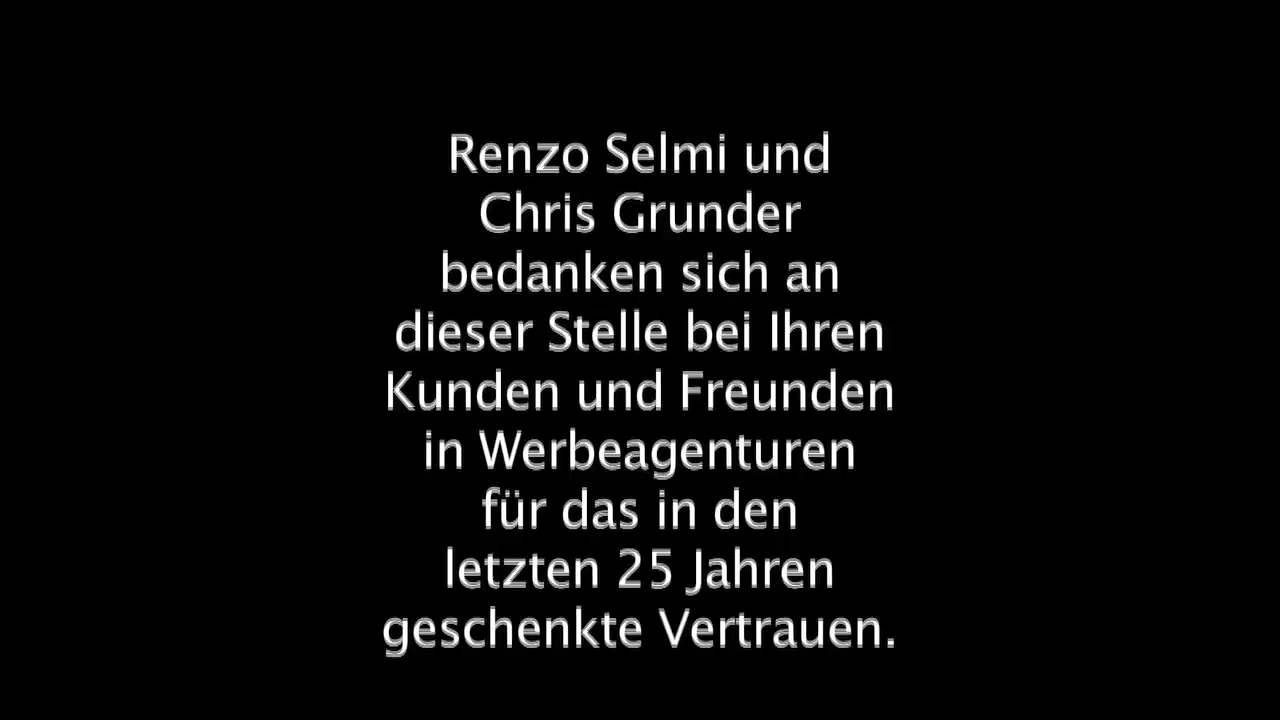 Renzo Selmi und
Chris Grunder
bedanken sich an
dieser Stelle bei Ihren
Kunden und Freunden
in Werbeagenturen
für das in den
letzten 25 Jahren
geschenkte Vertrauen.